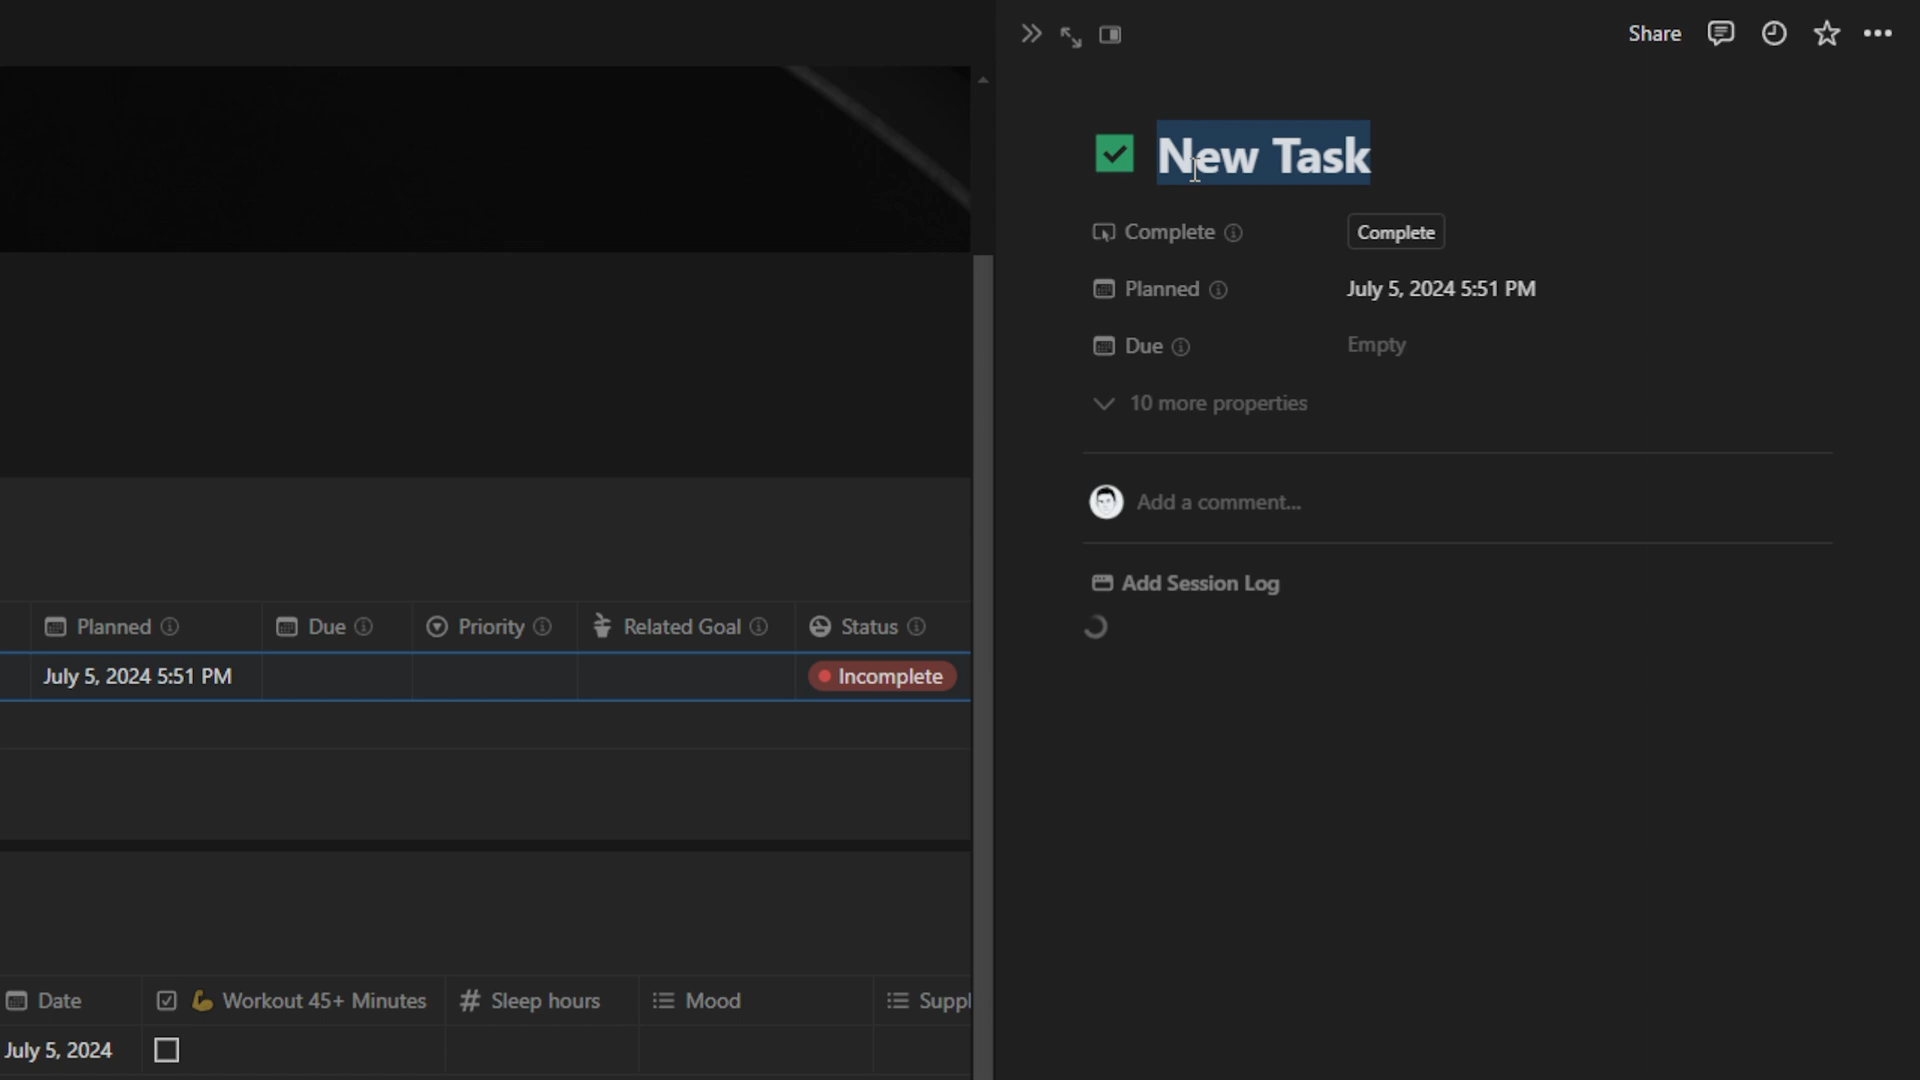 Share
New Task
Complete
Complete
Planned
July 5, 2024 5:51 PM
Due
Empty
10 more properties
Add a comment...
Add Session Log
Planned Due Priority Related Goal Status
July 5, 2024 5:51 PM Incomplete
Date 💪 Workout 45+ Minutes # Sleep hours Mood Suppl
July 5, 2024